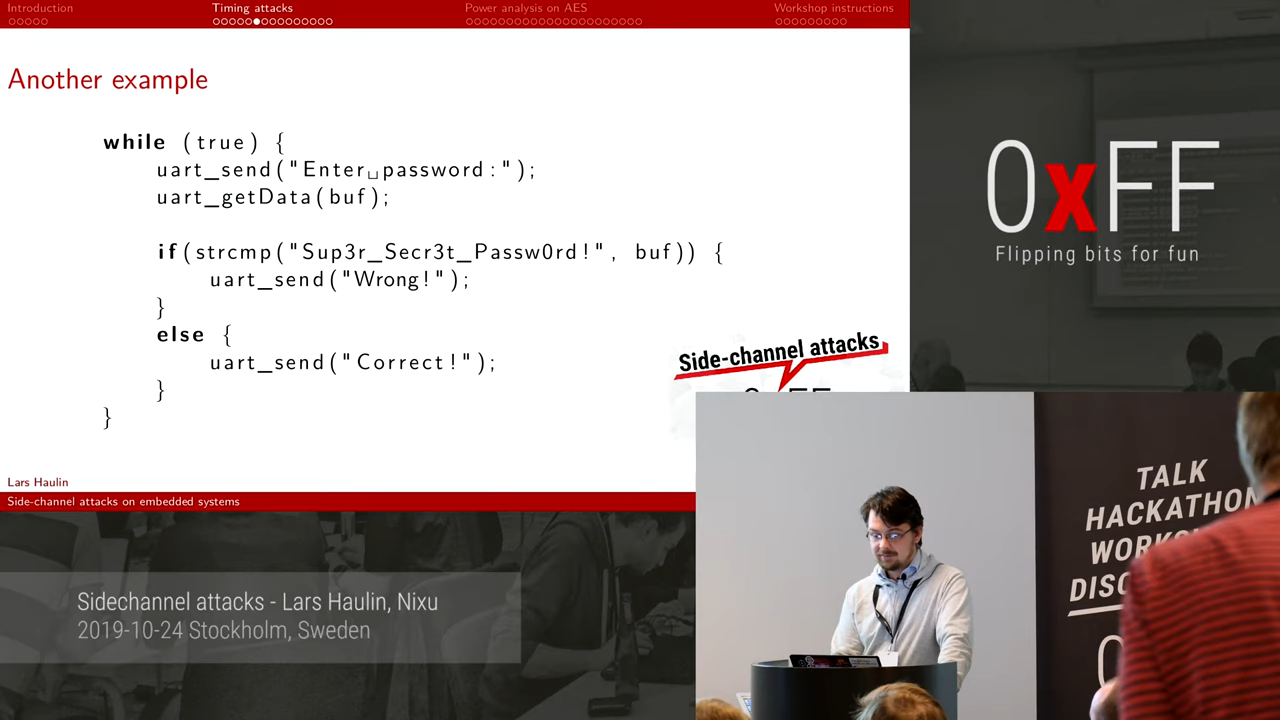 Introduction
Timing attacks
Power analysis on AES
Workshop instructions
Another example
while (true) {
uart_send("Enter␣password:");
uart_getData(buf);
if(strcmp("Sup3r_Secr3t_Passw0rd!", buf)) {
uart_send("Wrong!");
}
else {
uart_send("Correct!");
}
}
Side-channel attacks
Lars Haulin
Side-channel attacks on embedded systems
0xFF
Flipping bits for fun
Sidechannel attacks - Lars Haulin, Nixu
2019-10-24 Stockholm, Sweden
TALK
HACKATHON